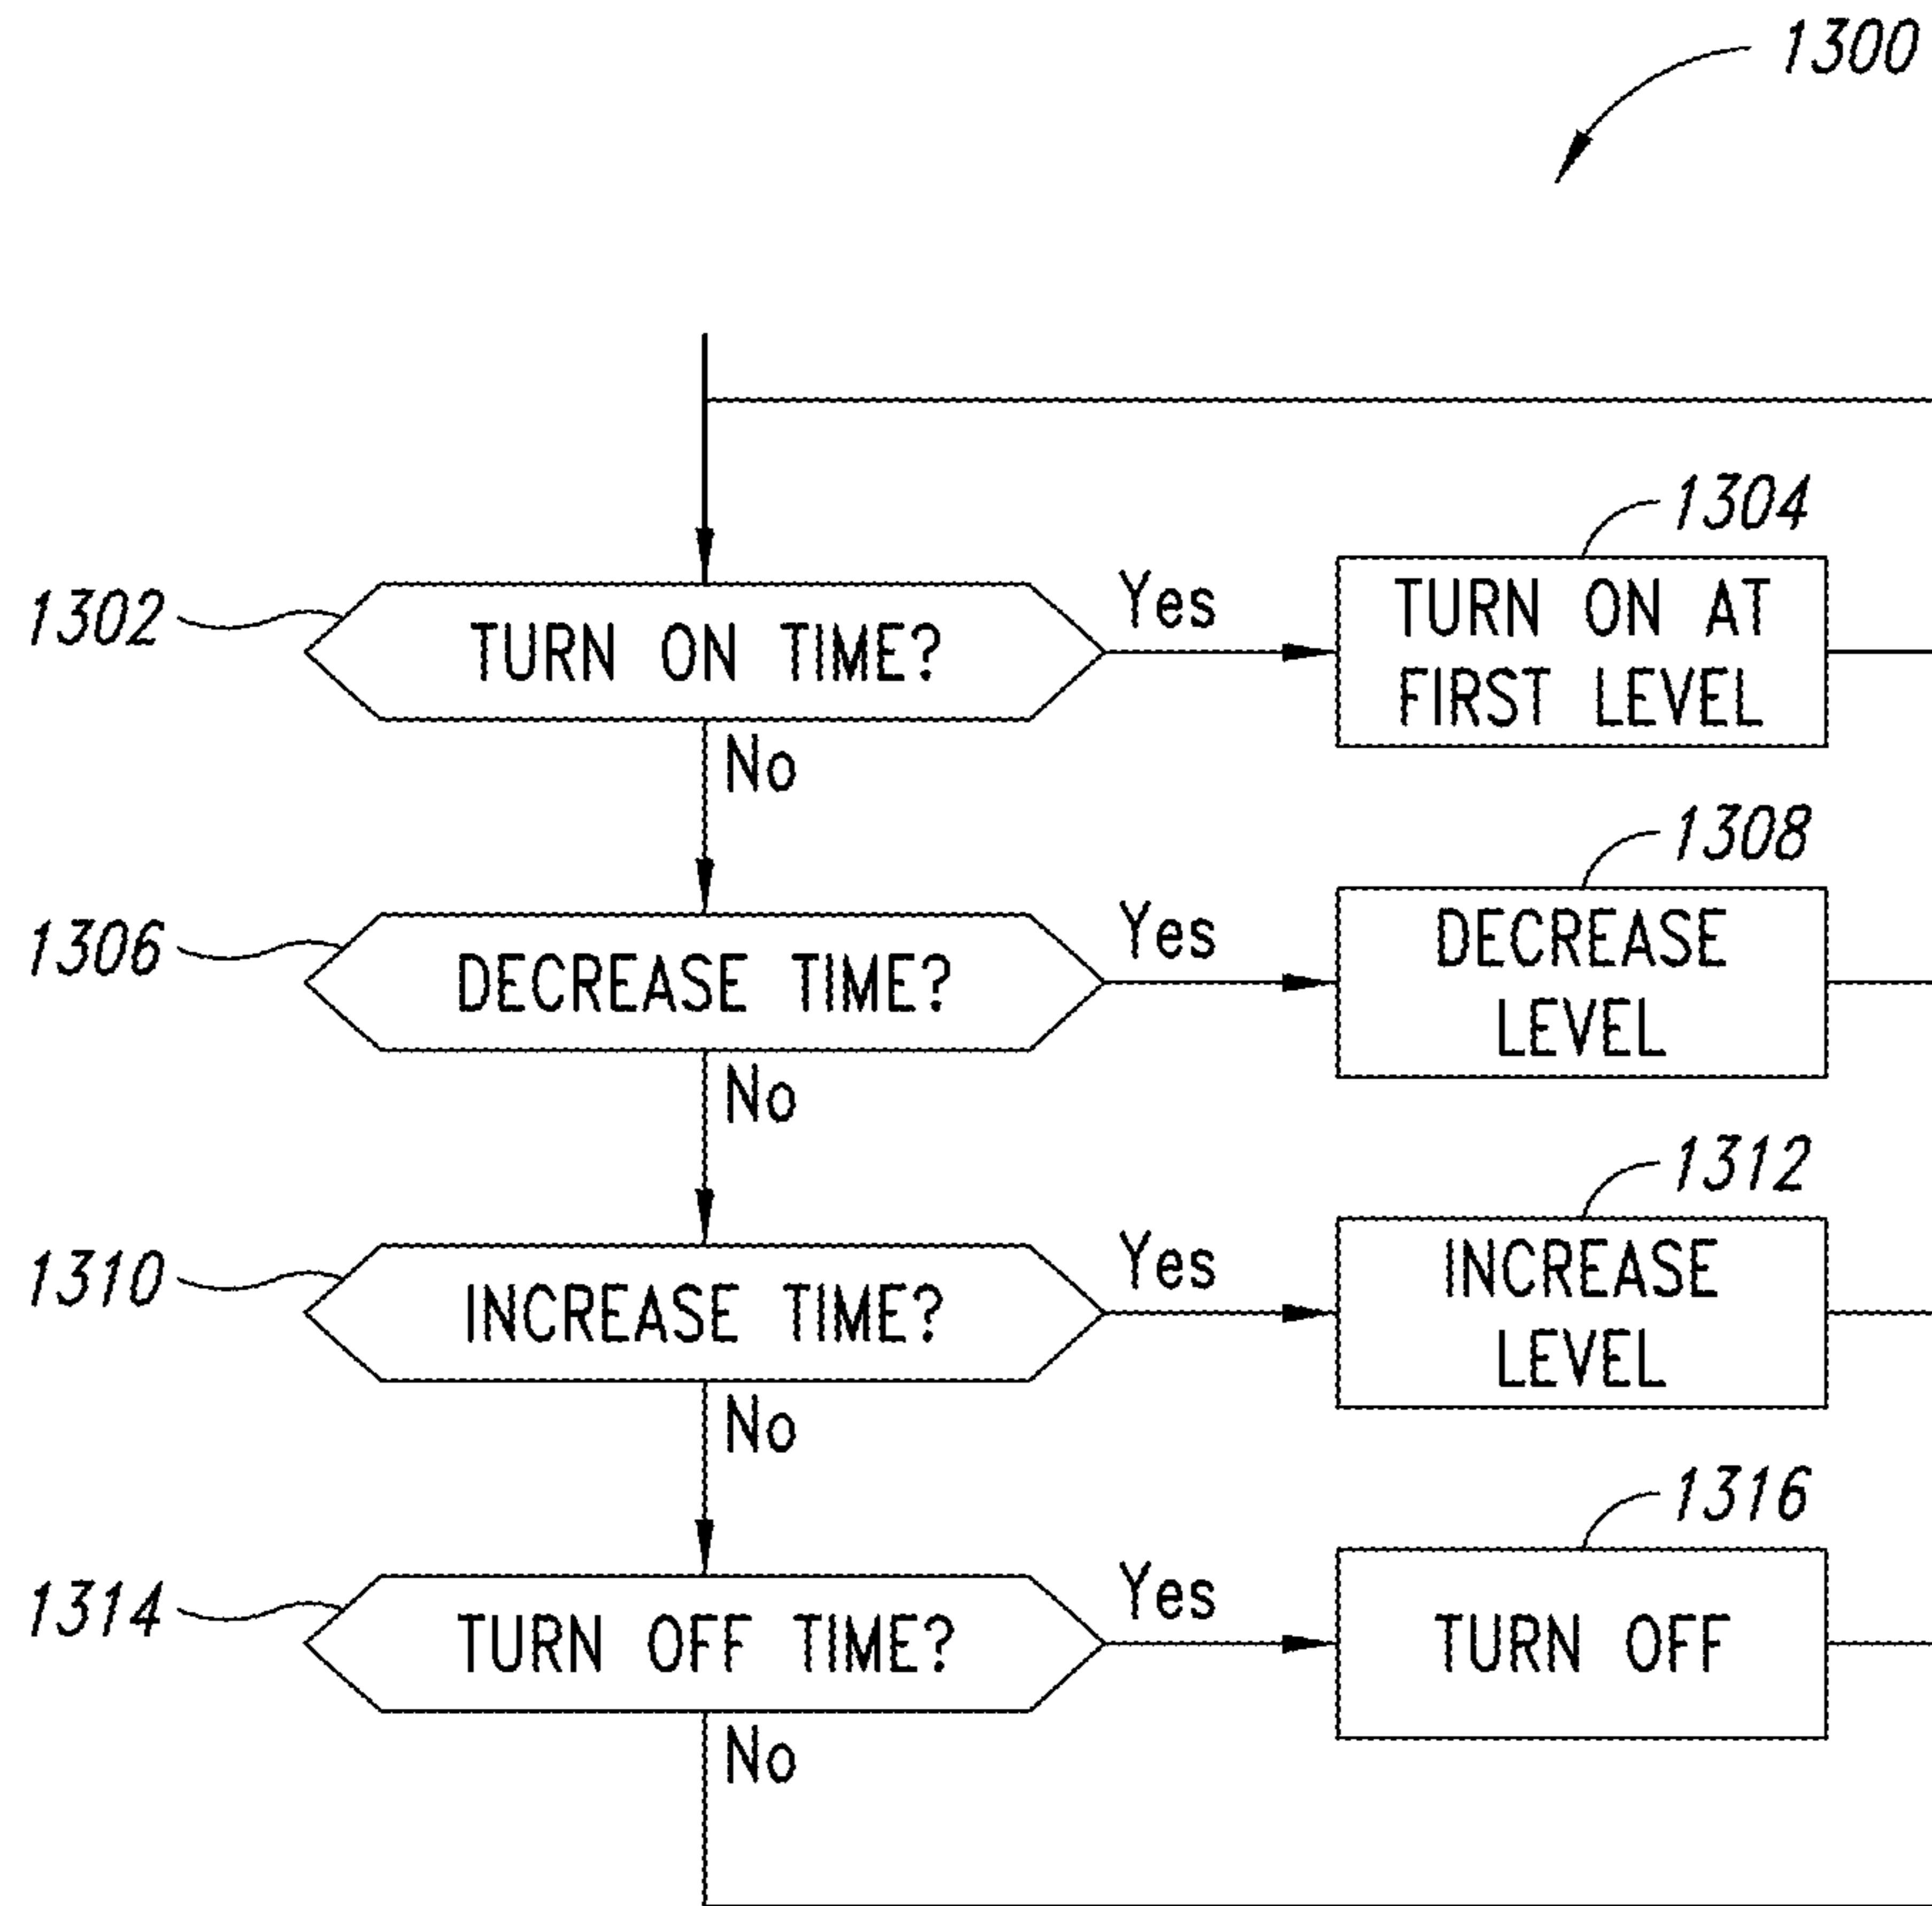 1300
1304
1302
TURN ON TIME?
Yes
TURN ON AT
FIRST LEVEL
No
1308
1306
DECREASE TIME?
Yes
DECREASE
LEVEL
No
1312
1310
INCREASE TIME?
Yes
INCREASE
LEVEL
No
1316
1314
TURN OFF TIME?
Yes
TURN OFF
No